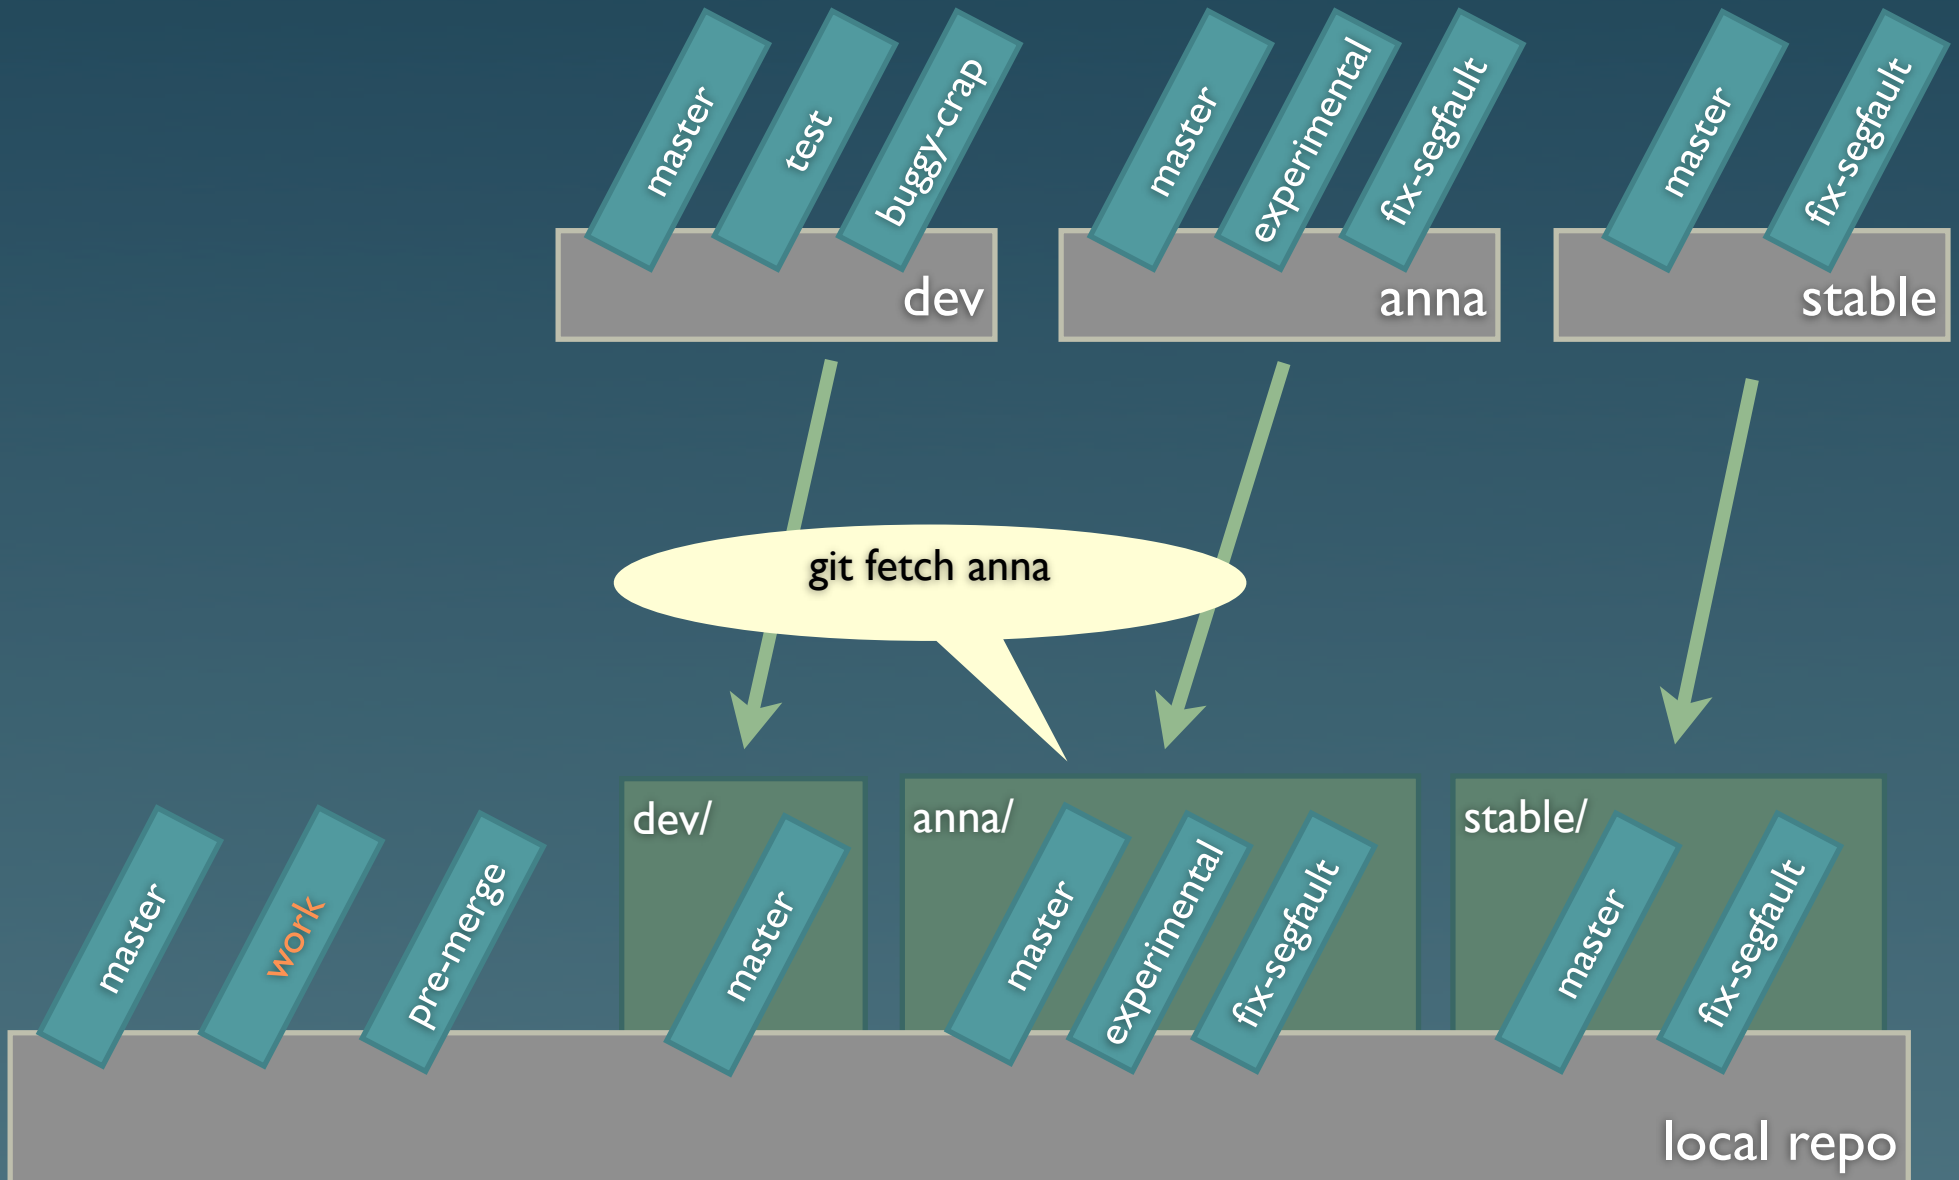 master
test
buggy-crap
dev
master
experimental
fix-segfault
anna
master
fix-segfault
stable
git fetch anna
master
work
pre-merge
dev/
master
anna/
master
experimental
fix-segfault
stable/
master
fix-segfault
local repo